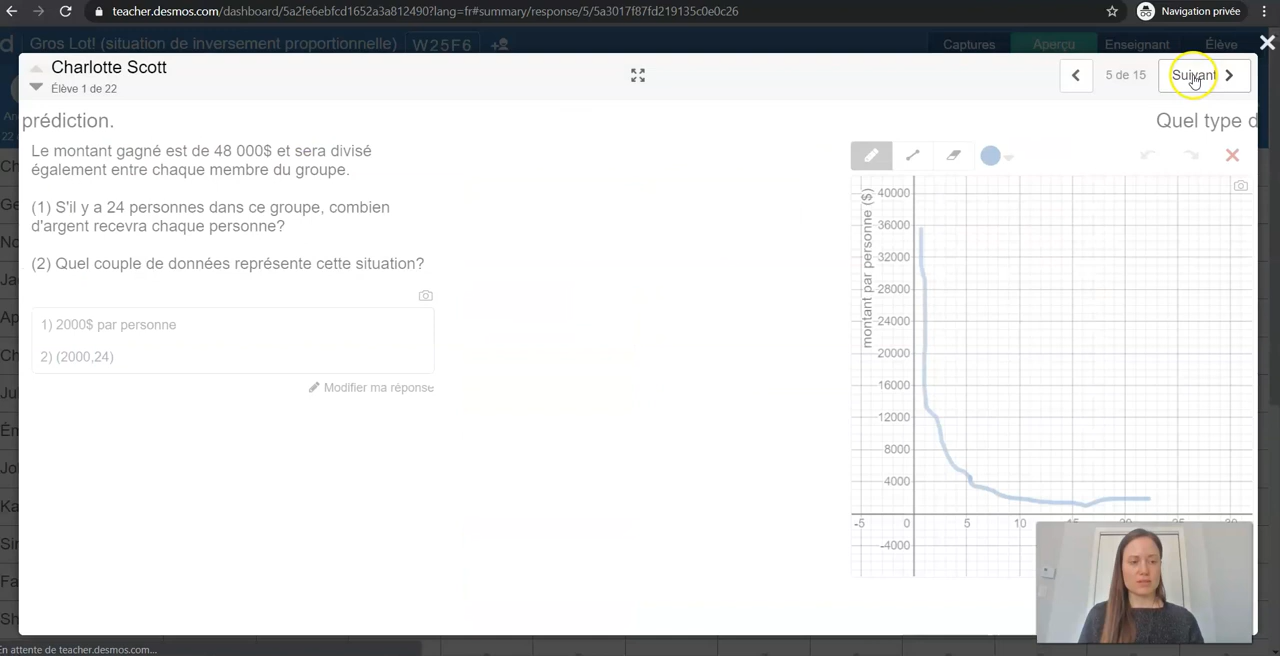 teacher.desmos.com/dashboard/5a2fe6ebfcd1652a3a812490?lang=fr#summary/response/5/5a3017f87fd219135c0e0c26
Navigation privée
Gros Lot! (situation de inversement proportionnelle)
W25F6
Captures
Aperçu
Enseignant
Élève
Charlotte Scott
Élève 1 de 22
5 de 15
Suivant
prédiction.
Quel type d
Le montant gagné est de 48 000$ et sera divisé
également entre chaque membre du groupe.
(1) S'il y a 24 personnes dans ce groupe, combien
d'argent recevra chaque personne?
(2) Quel couple de données représente cette situation?
1) 2000$ par personne
2) (2000,24)
Modifier ma réponse
montant par personne ($)
40000
36000
32000
28000
24000
20000
16000
12000
8000
4000
-5
0
5
10
15
20
25
30
-4000
En attente de teacher.desmos.com...